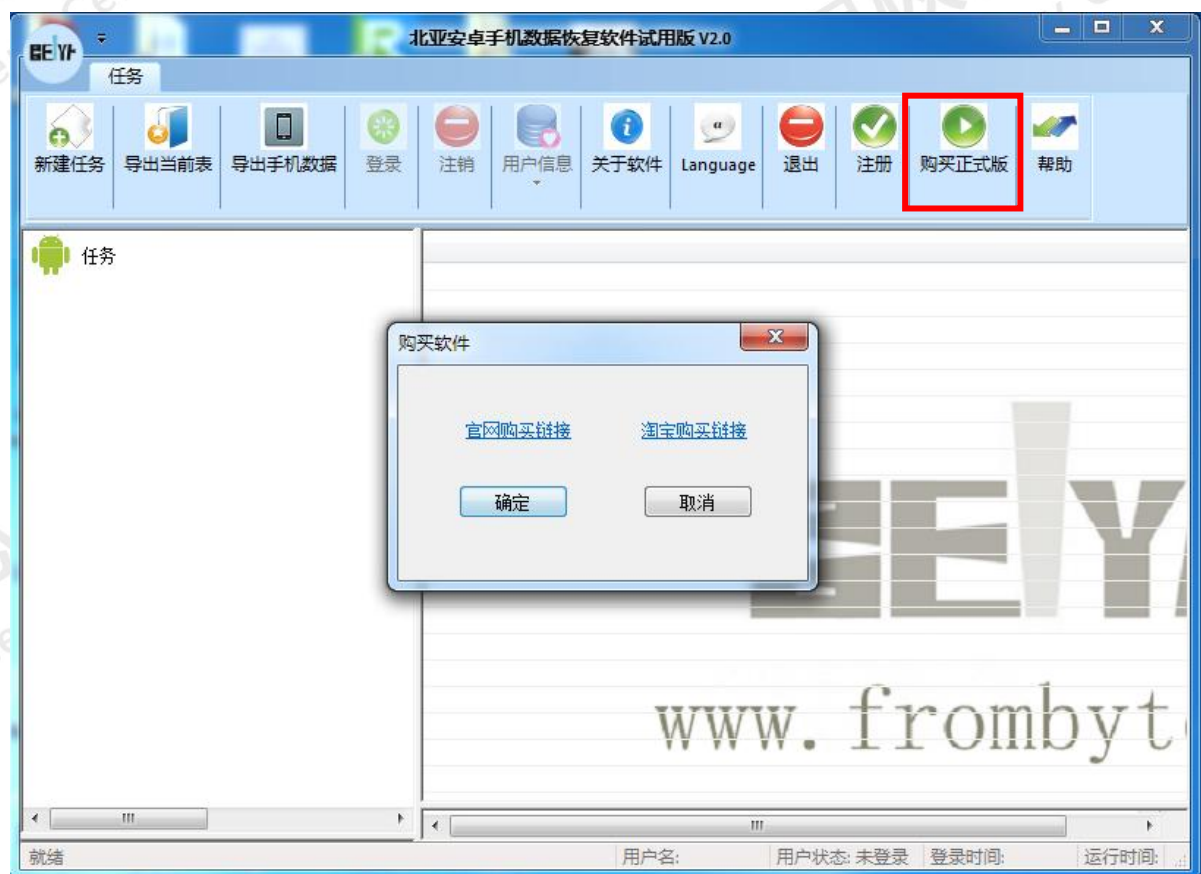 北亚安卓手机数据恢复软件试用版 V2.0
任务
新建任务 导出当前表 导出手机数据 登录 注销 用户信息 关于软件 Language 退出 注册 购买正式版 帮助
任务
购买软件
官网购买链接 淘宝购买链接
确定 取消
www.frombyt
就绪 用户名: 用户状态: 未登录 登录时间: 运行时间: